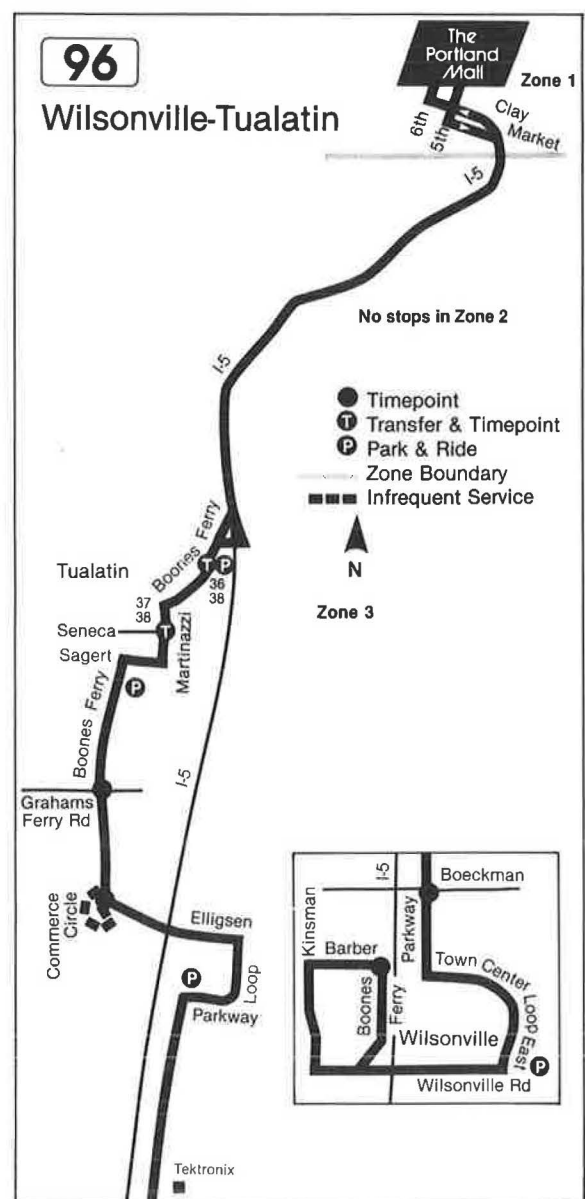 96
Wilsonville-Tualatin
The
Portland
Mall
Zone 1
6th
5th
Clay
Market
I-5
No stops in Zone 2
I-5
Timepoint
T Transfer & Timepoint
P Park & Ride
Zone Boundary
Infrequent Service
N
Zone 3
Boones Ferry
Tualatin
T P
36
38
37
38
Seneca
T
Sagert
Martinazzi
P
Boones Ferry
I-5
Grahams
Ferry Rd
Commerce
Circle
Elligsen
P
Loop
Parkway
Tektronix
I-5
Boeckman
Kinsman
Parkway
Barber
Town Center
Loop East
Boones
Ferry
Wilsonville
P
Wilsonville Rd